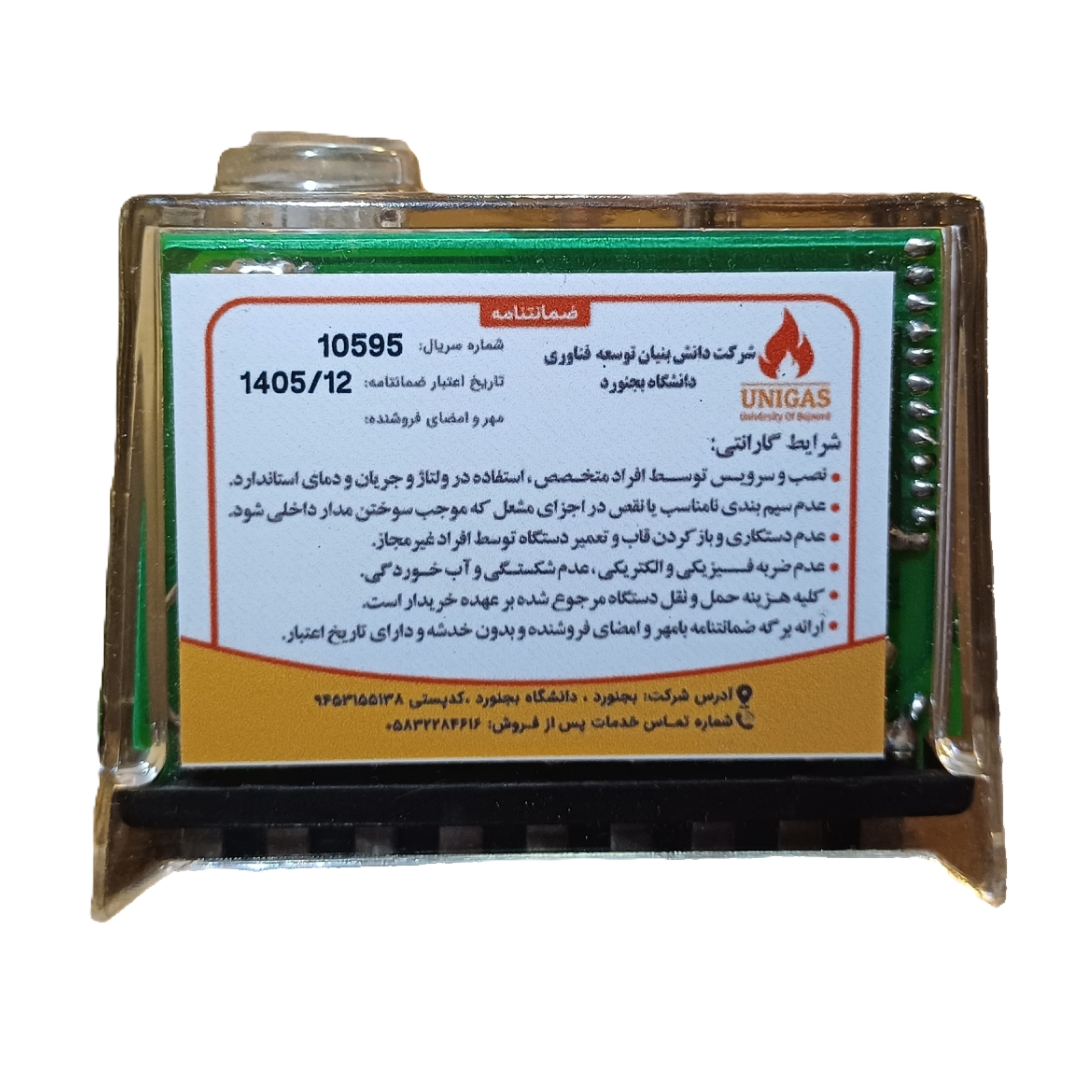 ضمانتنامه
شرکت دانش بنیان توسعه فناوری
دانشگاه بجنورد
UNIGAS
University Of Bojnord
شماره سریال: 10595
تاریخ اعتبار ضمانتنامه: 1405/12
مهر و امضای فروشنده:
شرایط گارانتی:
• نصب و سرویس توسط افراد متخصص، استفاده در ولتاژ و جریان و دمای استاندارد.
• عدم سیم بندی نامناسب یا نقص در اجزای مشعل که موجب سوختن مدار داخلی شود.
• عدم دستکاری و باز کردن قاب و تعمیر دستگاه توسط افراد غیر مجاز.
• عدم ضربه فیزیکی و الکتریکی، عدم شکستگی و آب خوردگی.
• کلیه هزینه حمل و نقل دستگاه مرجوع شده بر عهده خریدار است.
• ارائه برگه ضمانتنامه بامهر و امضای فروشنده و بدون خدشه و دارای تاریخ اعتبار.
آدرس شرکت: بجنورد ، دانشگاه بجنورد ،کدپستی ۹۴۵۳۱۵۵۱۳۸
شماره تماس خدمات پس از فروش: ۰۵۸۳۲۲۸۴۶۱۶